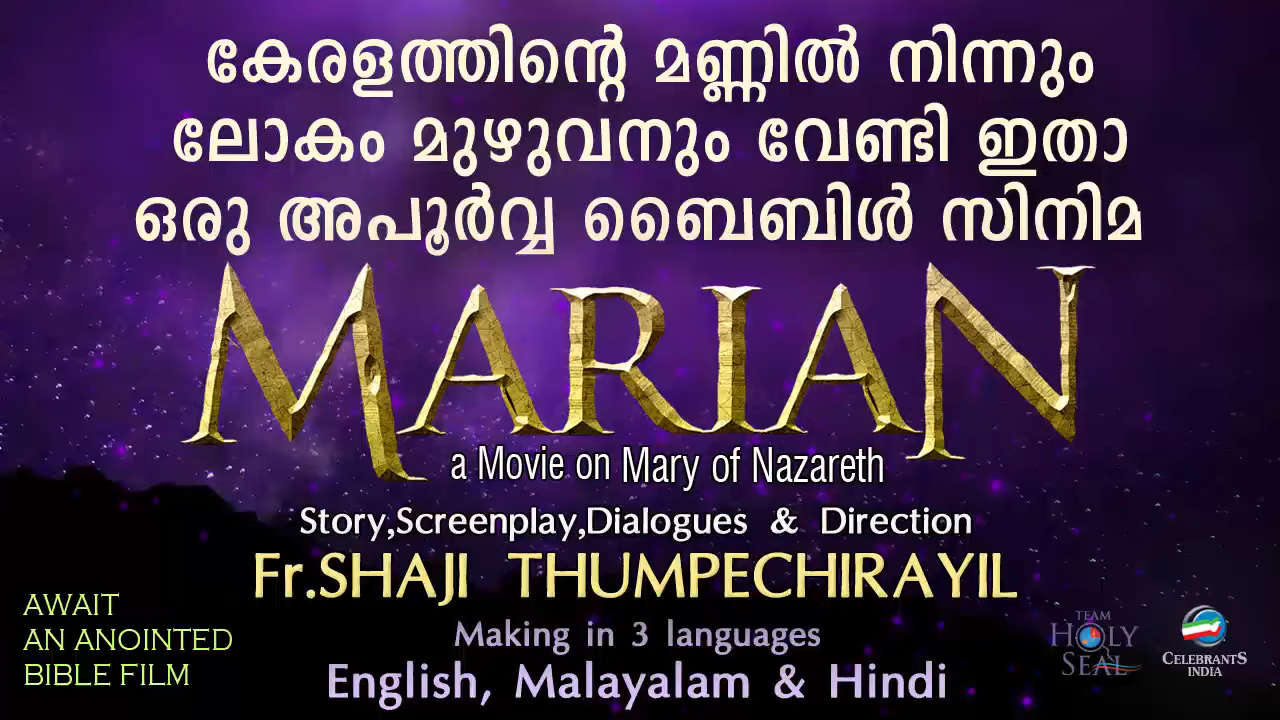 കേരളത്തിന്റെ മണ്ണിൽ നിന്നും
ലോകം മുഴുവനും വേണ്ടി ഇതാ
ഒരു അപൂർവ്വ ബൈബിൾ സിനിമ
MARIAN
a Movie on Mary of Nazareth
Story,Screenplay,Dialogues & Direction
Fr.SHAJI THUMPECHIRAYIL
AWAIT
AN ANOINTED
BIBLE FILM
Making in 3 languages
English, Malayalam & Hindi
TEAM
HOLY
SEAL
CELEBRANTS
INDIA